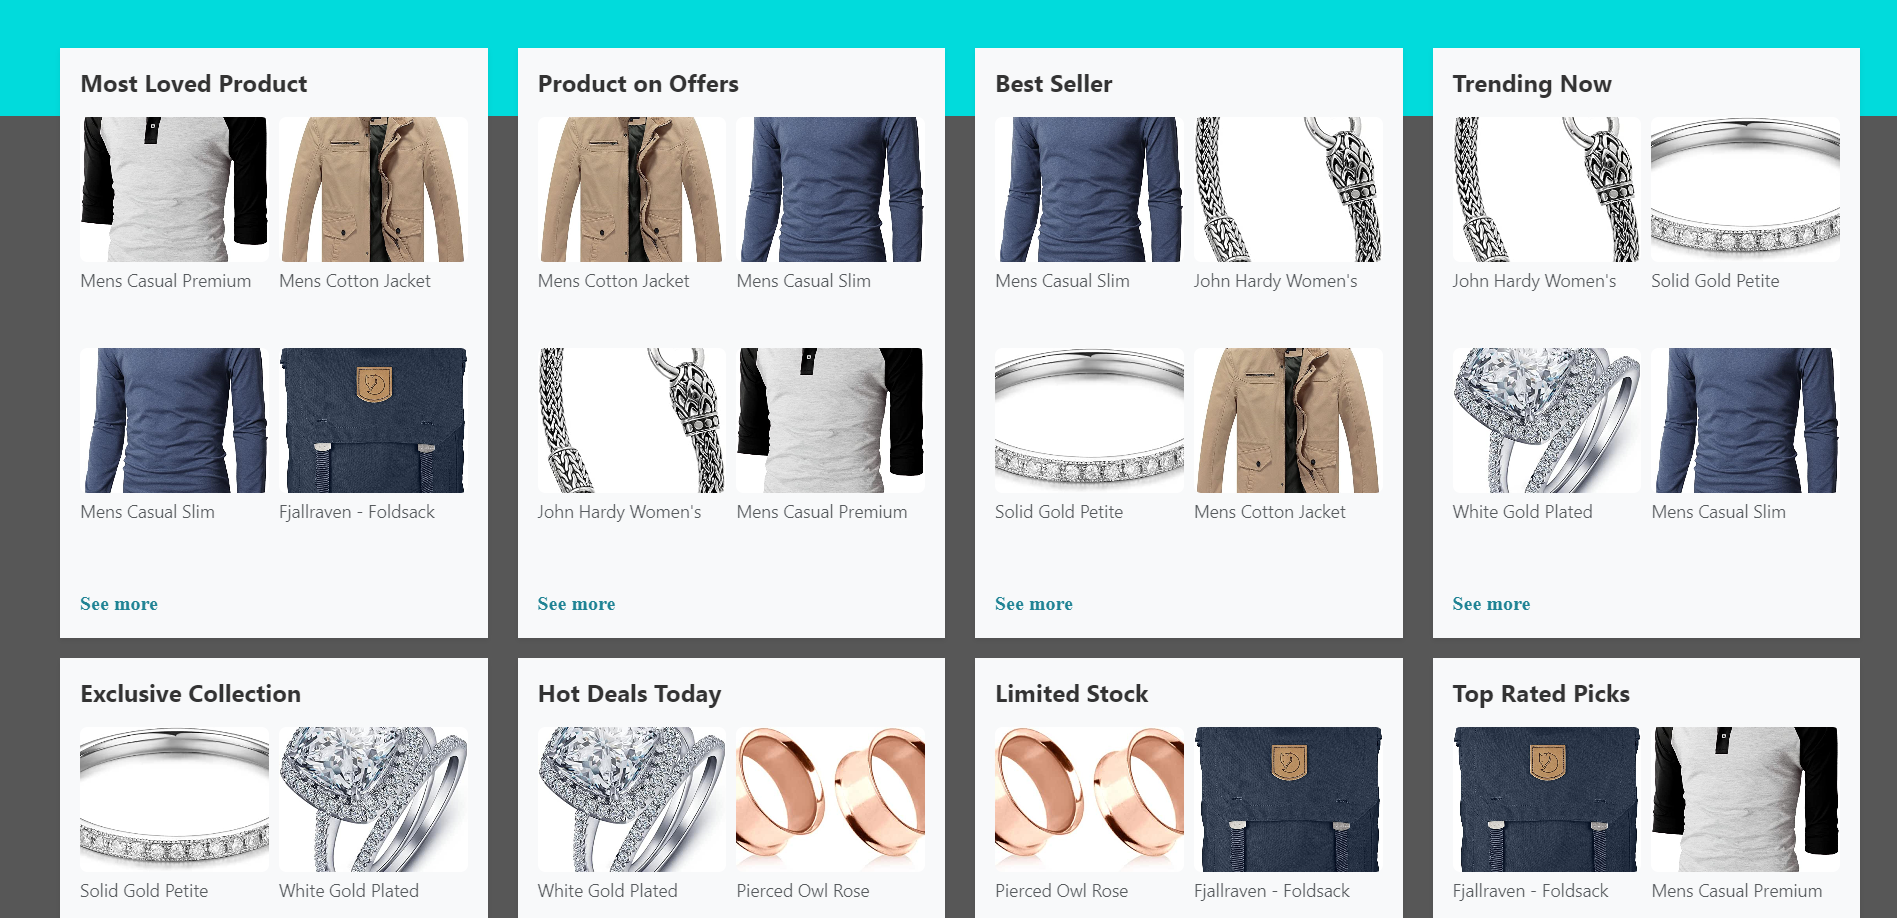 Most Loved Product
Mens Casual Premium
Mens Cotton Jacket
Mens Casual Slim
Fjallraven - Foldsack
See more
Product on Offers
Mens Cotton Jacket
Mens Casual Slim
John Hardy Women's
Mens Casual Premium
See more
Best Seller
Mens Casual Slim
John Hardy Women's
Solid Gold Petite
Mens Cotton Jacket
See more
Trending Now
John Hardy Women's
Solid Gold Petite
White Gold Plated
Mens Casual Slim
See more
Exclusive Collection
Solid Gold Petite
White Gold Plated
Hot Deals Today
White Gold Plated
Pierced Owl Rose
Limited Stock
Pierced Owl Rose
Fjallraven - Foldsack
Top Rated Picks
Fjallraven - Foldsack
Mens Casual Premium